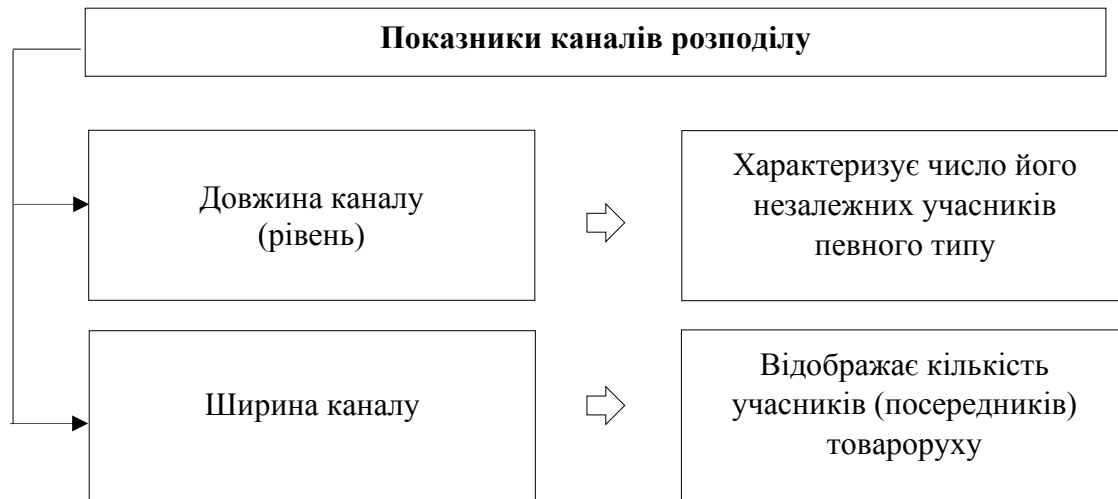 Показники каналів розподілу
Довжина каналу
(рівень)
Характеризує число його
незалежних учасників
певного типу
Ширина каналу
Відображає кількість
учасників (посередників)
товароруху